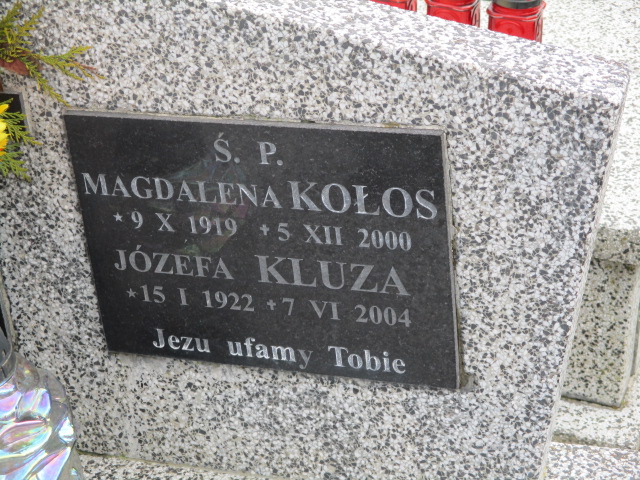 Ś. P.
MAGDALENA KOŁOS
* 9 X 1919 + 5 XII 2000
JÓZEFA KLUZA
* 15 I 1922 + 7 VI 2004
Jezu ufamy Tobie